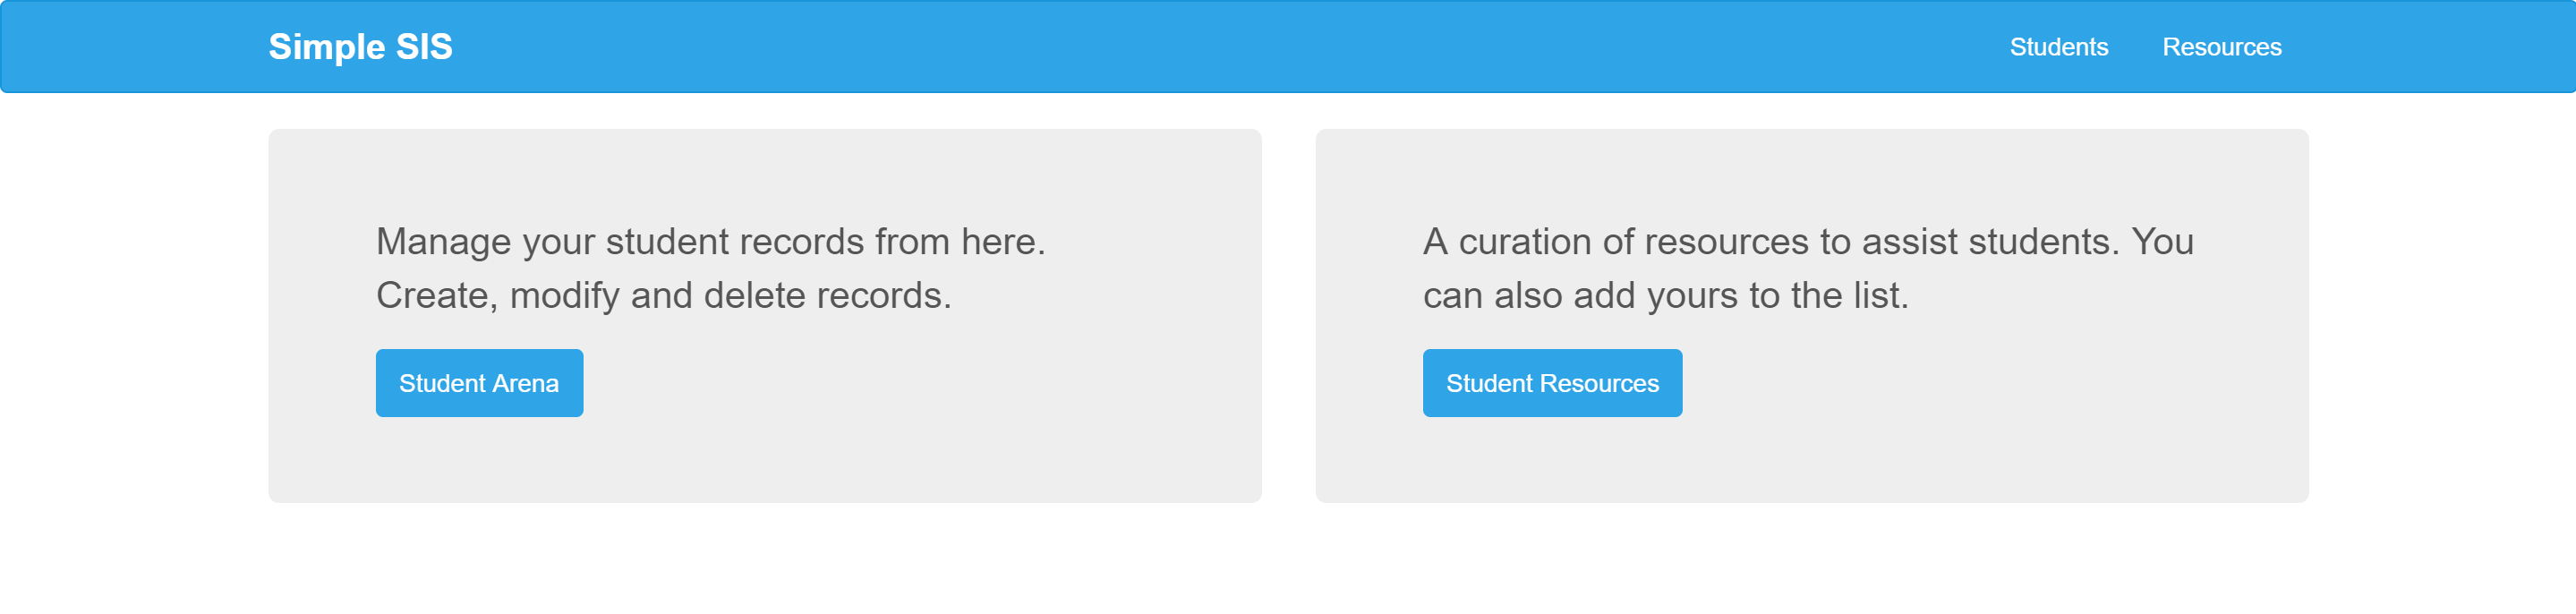 Simple SIS
Students Resources
Manage your student records from here.
Create, modify and delete records.
Student Arena
A curation of resources to assist students. You
can also add yours to the list.
Student Resources